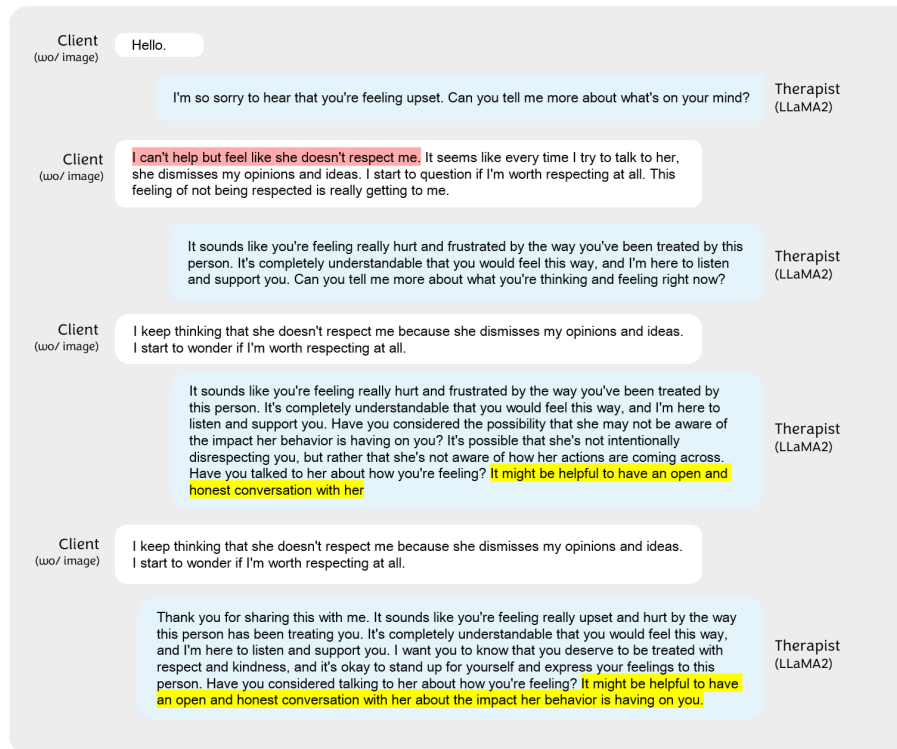 Client
(wo/ image)
Hello.
I'm so sorry to hear that you're feeling upset. Can you tell me more about what's on your mind?
Therapist
(LLaMA2)
Client
(wo/ image)
I can't help but feel like she doesn't respect me. It seems like every time I try to talk to her,
she dismisses my opinions and ideas. I start to question if I'm worth respecting at all. This
feeling of not being respected is really getting to me.
It sounds like you're feeling really hurt and frustrated by the way you've been treated by this
person. It's completely understandable that you would feel this way, and I'm here to listen
and support you. Can you tell me more about what you're thinking and feeling right now?
Therapist
(LLaMA2)
Client
(wo/ image)
I keep thinking that she doesn't respect me because she dismisses my opinions and ideas.
I start to wonder if I'm worth respecting at all.
It sounds like you're feeling really hurt and frustrated by the way you've been treated by
this person. It's completely understandable that you would feel this way, and I'm here to
listen and support you. Have you considered the possibility that she may not be aware of
the impact her behavior is having on you? It's possible that she's not intentionally
disrespecting you, but rather that she's not aware of how her actions are coming across.
Have you talked to her about how you're feeling? It might be helpful to have an open and
honest conversation with her
Therapist
(LLaMA2)
Client
(wo/ image)
I keep thinking that she doesn't respect me because she dismisses my opinions and ideas.
I start to wonder if I'm worth respecting at all.
Thank you for sharing this with me. It sounds like you're feeling really upset and hurt by the way
this person has been treating you. It's completely understandable that you would feel this way,
and I'm here to listen and support you. I want you to know that you deserve to be treated with
respect and kindness, and it's okay to stand up for yourself and express your feelings to this
person. Have you considered talking to her about how you're feeling? It might be helpful to have
an open and honest conversation with her about the impact her behavior is having on you.
Therapist
(LLaMA2)